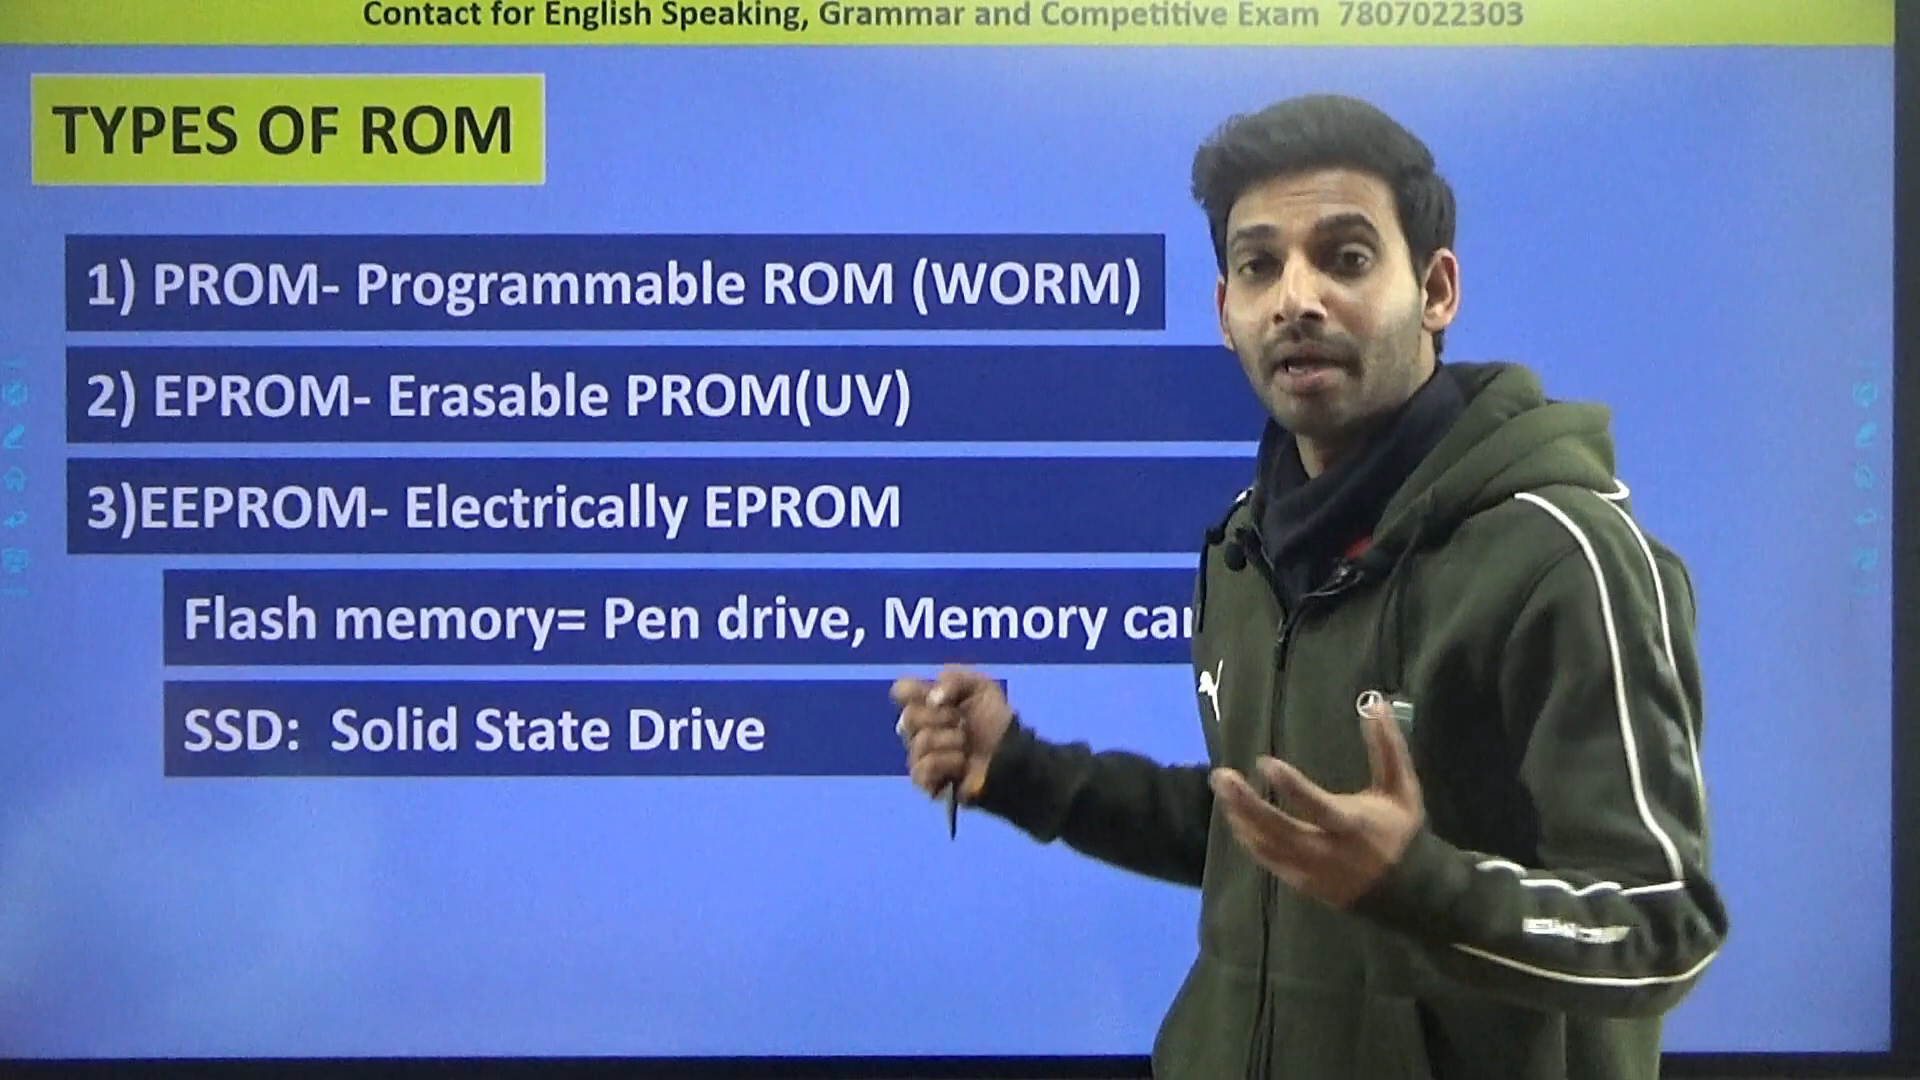 Contact for English Speaking, Grammar and Competitive Exam 7807022303
TYPES OF ROM
1) PROM- Programmable ROM (WORM)
2) EPROM- Erasable PROM(UV)
3)EEPROM- Electrically EPROM
Flash memory= Pen drive, Memory car
SSD: Solid State Drive